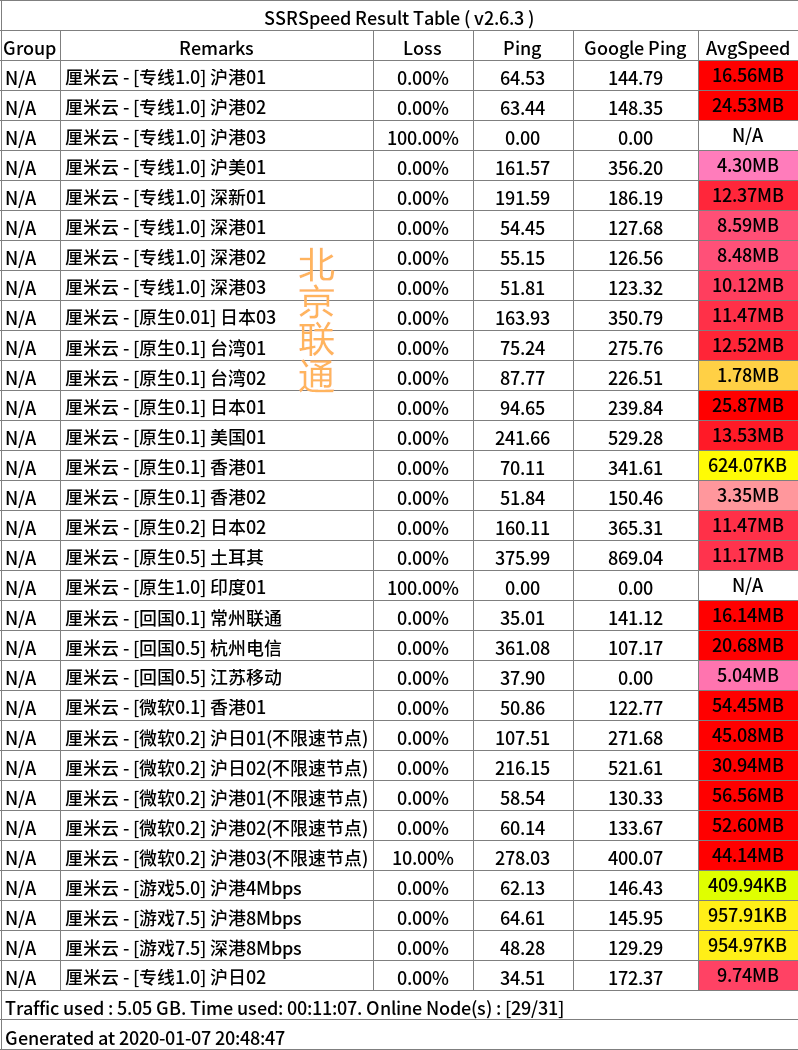 SSRSpeed Result Table ( v2.6.3 )
Group Remarks Loss Ping Google Ping AvgSpeed
N/A 厘米云 - [专线1.0] 沪港01 0.00% 64.53 144.79 16.56MB
N/A 厘米云 - [专线1.0] 沪港02 0.00% 63.44 148.35 24.53MB
N/A 厘米云 - [专线1.0] 沪港03 100.00% 0.00 0.00 N/A
N/A 厘米云 - [专线1.0] 沪美01 0.00% 161.57 356.20 4.30MB
N/A 厘米云 - [专线1.0] 深新01 0.00% 191.59 186.19 12.37MB
N/A 厘米云 - [专线1.0] 深港01 0.00% 54.45 127.68 8.59MB
N/A 厘米云 - [专线1.0] 深港02 0.00% 55.15 126.56 8.48MB
N/A 厘米云 - [专线1.0] 深港03 0.00% 51.81 123.32 10.12MB
N/A 厘米云 - [原生0.01] 日本03 0.00% 163.93 350.79 11.47MB
N/A 厘米云 - [原生0.1] 台湾01 0.00% 75.24 275.76 12.52MB
N/A 厘米云 - [原生0.1] 台湾02 0.00% 87.77 226.51 1.78MB
N/A 厘米云 - [原生0.1] 日本01 0.00% 94.65 239.84 25.87MB
N/A 厘米云 - [原生0.1] 美国01 0.00% 241.66 529.28 13.53MB
N/A 厘米云 - [原生0.1] 香港01 0.00% 70.11 341.61 624.07KB
N/A 厘米云 - [原生0.1] 香港02 0.00% 51.84 150.46 3.35MB
N/A 厘米云 - [原生0.2] 日本02 0.00% 160.11 365.31 11.47MB
N/A 厘米云 - [原生0.5] 土耳其 0.00% 375.99 869.04 11.17MB
N/A 厘米云 - [原生1.0] 印度01 100.00% 0.00 0.00 N/A
N/A 厘米云 - [回国0.1] 常州联通 0.00% 35.01 141.12 16.14MB
N/A 厘米云 - [回国0.5] 杭州电信 0.00% 361.08 107.17 20.68MB
N/A 厘米云 - [回国0.5] 江苏移动 0.00% 37.90 0.00 5.04MB
N/A 厘米云 - [微软0.1] 香港01 0.00% 50.86 122.77 54.45MB
N/A 厘米云 - [微软0.2] 沪日01(不限速节点) 0.00% 107.51 271.68 45.08MB
N/A 厘米云 - [微软0.2] 沪日02(不限速节点) 0.00% 216.15 521.61 30.94MB
N/A 厘米云 - [微软0.2] 沪港01(不限速节点) 0.00% 58.54 130.33 56.56MB
N/A 厘米云 - [微软0.2] 沪港02(不限速节点) 0.00% 60.14 133.67 52.60MB
N/A 厘米云 - [微软0.2] 沪港03(不限速节点) 10.00% 278.03 400.07 44.14MB
N/A 厘米云 - [游戏5.0] 沪港4Mbps 0.00% 62.13 146.43 409.94KB
N/A 厘米云 - [游戏7.5] 沪港8Mbps 0.00% 64.61 145.95 957.91KB
N/A 厘米云 - [游戏7.5] 深港8Mbps 0.00% 48.28 129.29 954.97KB
N/A 厘米云 - [专线1.0] 沪日02 0.00% 34.51 172.37 9.74MB
Traffic used : 5.05 GB. Time used: 00:11:07. Online Node(s) : [29/31]
Generated at 2020-01-07 20:48:47
北京联通